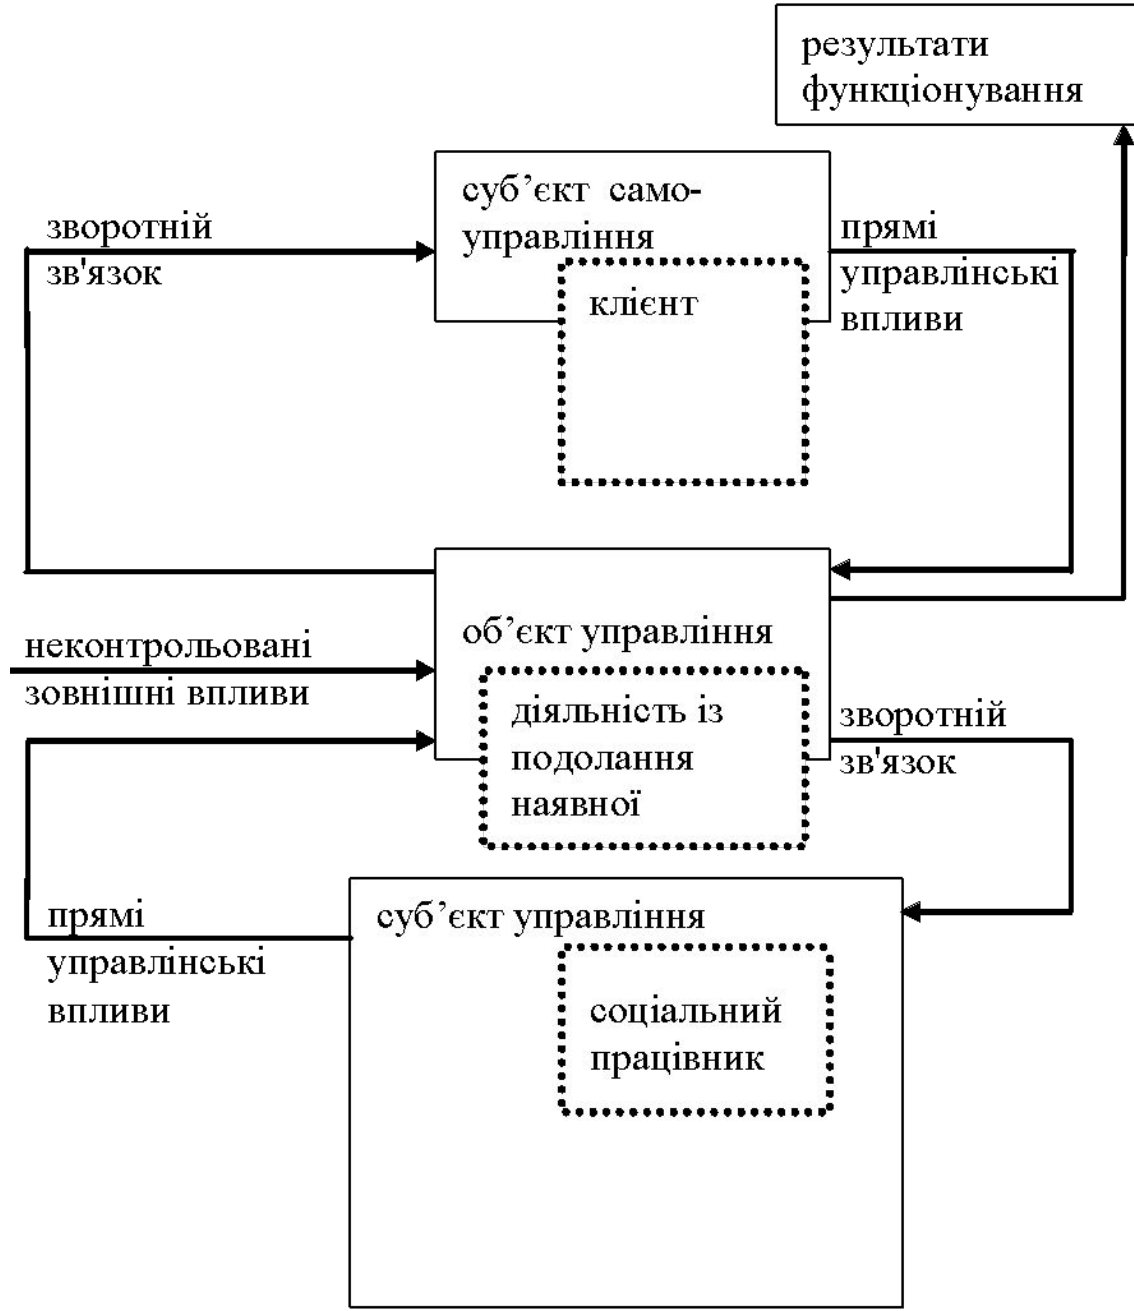 результати
функціонування
суб’єкт само-
управління
зворотній
зв'язок
прямі
управлінські
впливи
клієнт
об’єкт управління
неконтрольовані
зовнішні впливи
діяльність із
подолання
наявної
зворотній
зв'язок
суб’єкт управління
прямі
управлінські
впливи
соціальний
працівник